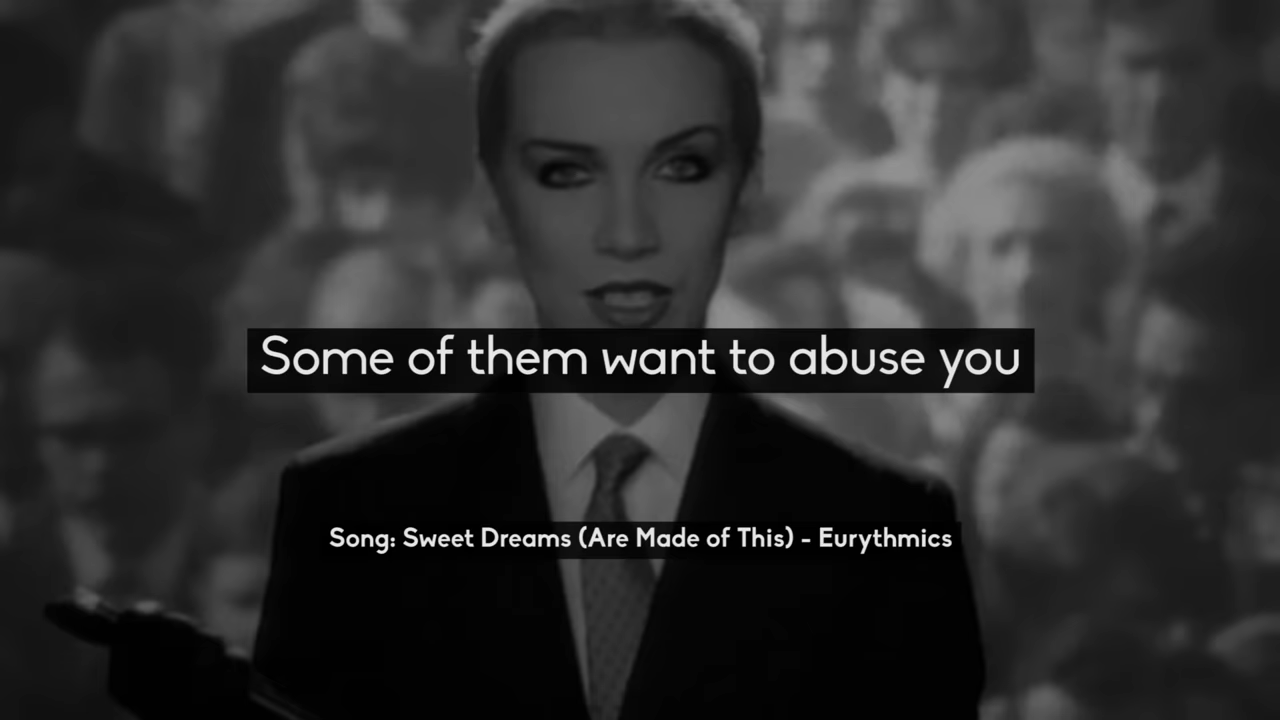 Some of them want to abuse you
Song: Sweet Dreams (Are Made of This) - Eurythmics